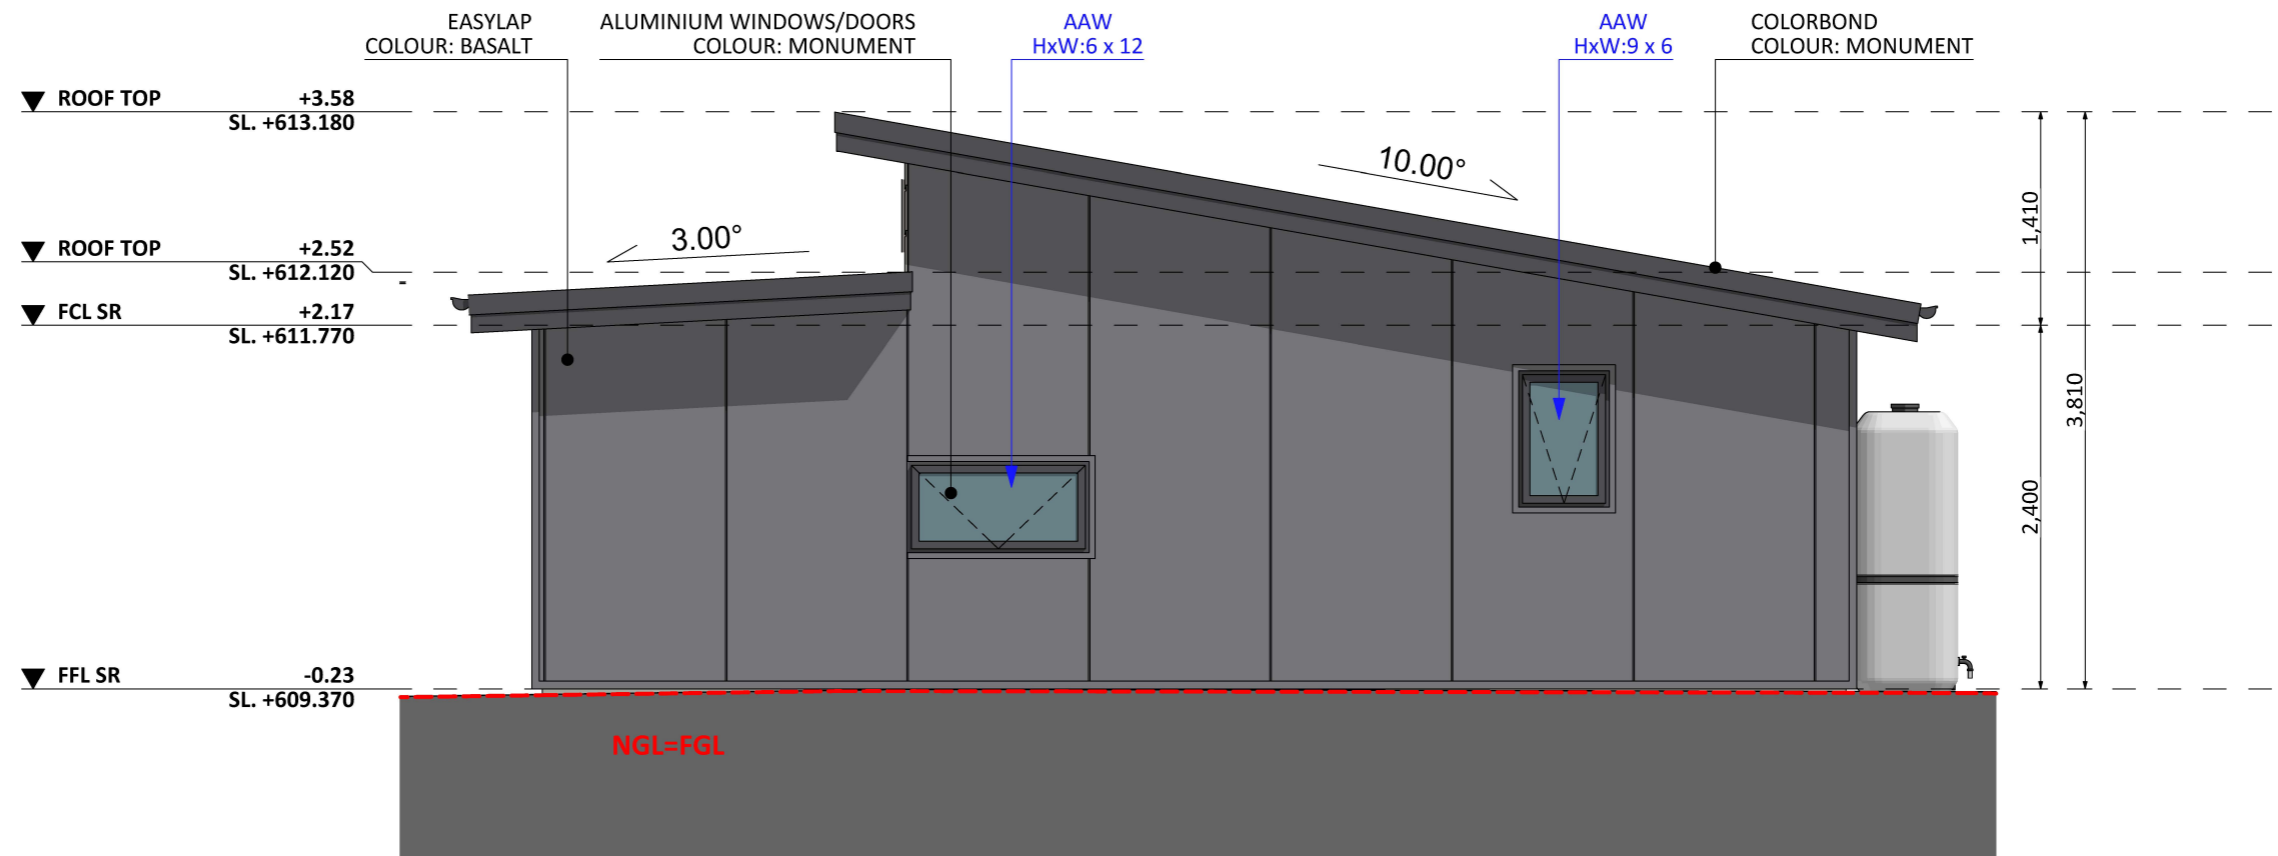 EASYLAP
COLOUR: BASALT
ALUMINIUM WINDOWS/DOORS
COLOUR: MONUMENT
AAW
HxW:6 x 12
AAW
HxW:9 x 6
COLORBOND
COLOUR: MONUMENT
ROOF TOP +3.58
SL. +613.180
10.00°
1,410
3.00°
ROOF TOP +2.52
SL. +612.120
-
FCL SR +2.17
SL. +611.770
3,810
2,400
FFL SR -0.23
SL. +609.370
NGL=FGL